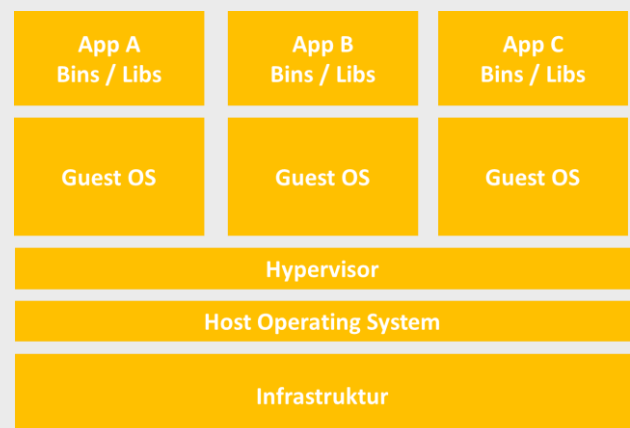 App A
Bins / Libs
App B
Bins / Libs
App C
Bins / Libs
Guest OS
Guest OS
Guest OS
Hypervisor
Host Operating System
Infrastruktur